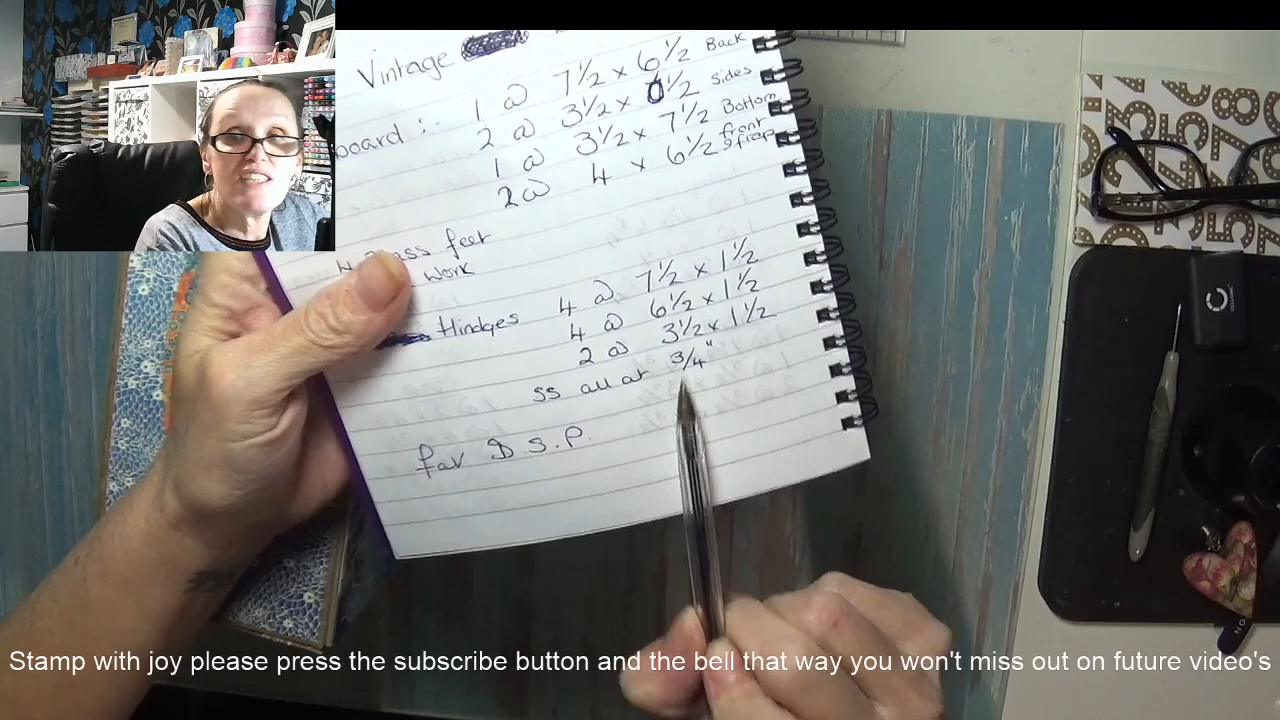 Vintage
board :- 1 @ 7 1/2 x 6 1/2 Back
2 @ 3 1/2 x 6 1/2 sides
1 @ 3 1/2 x 7 1/2 Bottom
2 @ 4 x 6 1/2 front
feet
work
Hindges 4 @ 7 1/2 x 1 1/2
4 @ 6 1/2 x 1 1/2
2 @ 3 1/2 x 1 1/2
ss all at 3/4"
fav D S.P.
Stamp with joy please press the subscribe button and the bell that way you won't miss out on future video's